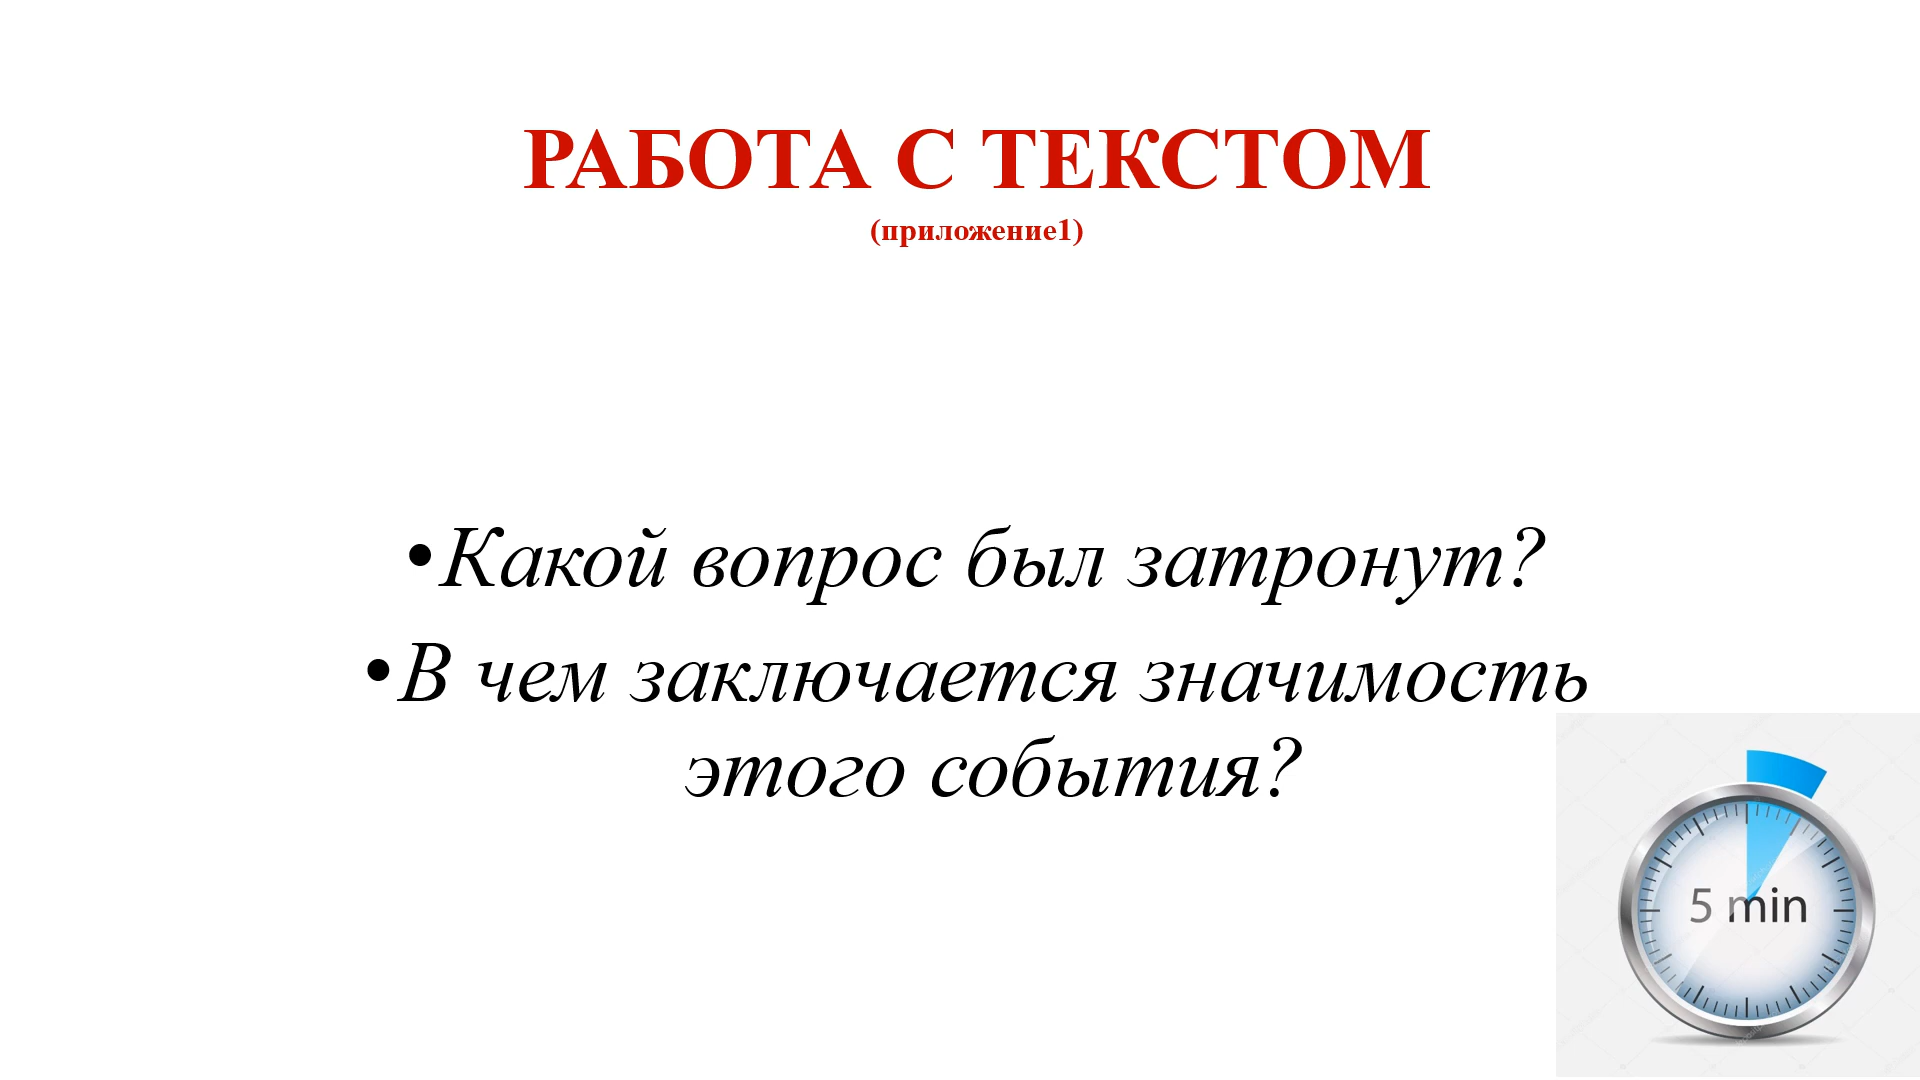 РАБОТА С ТЕКСТОМ
(приложение1)
•Какой вопрос был затронут?
•В чем заключается значимость
этого события?
5 min